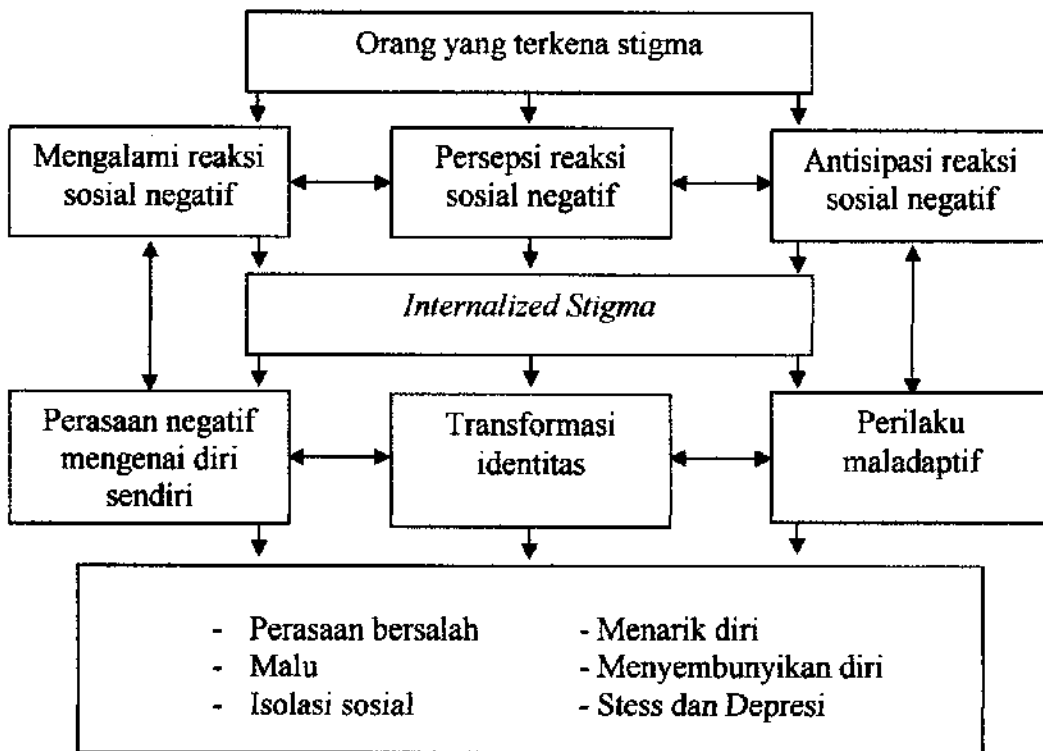 Orang yang terkena stigma
Mengalami reaksi
sosial negatif
Persepsi reaksi
sosial negatif
Antisipasi reaksi
sosial negatif
Internalized Stigma
Perasaan negatif
mengenai diri
sendiri
Transformasi
identitas
Perilaku
maladaptif
- Perasaan bersalah
- Malu
- Isolasi sosial
- Menarik diri
- Menyembunyikan diri
- Stess dan Depresi